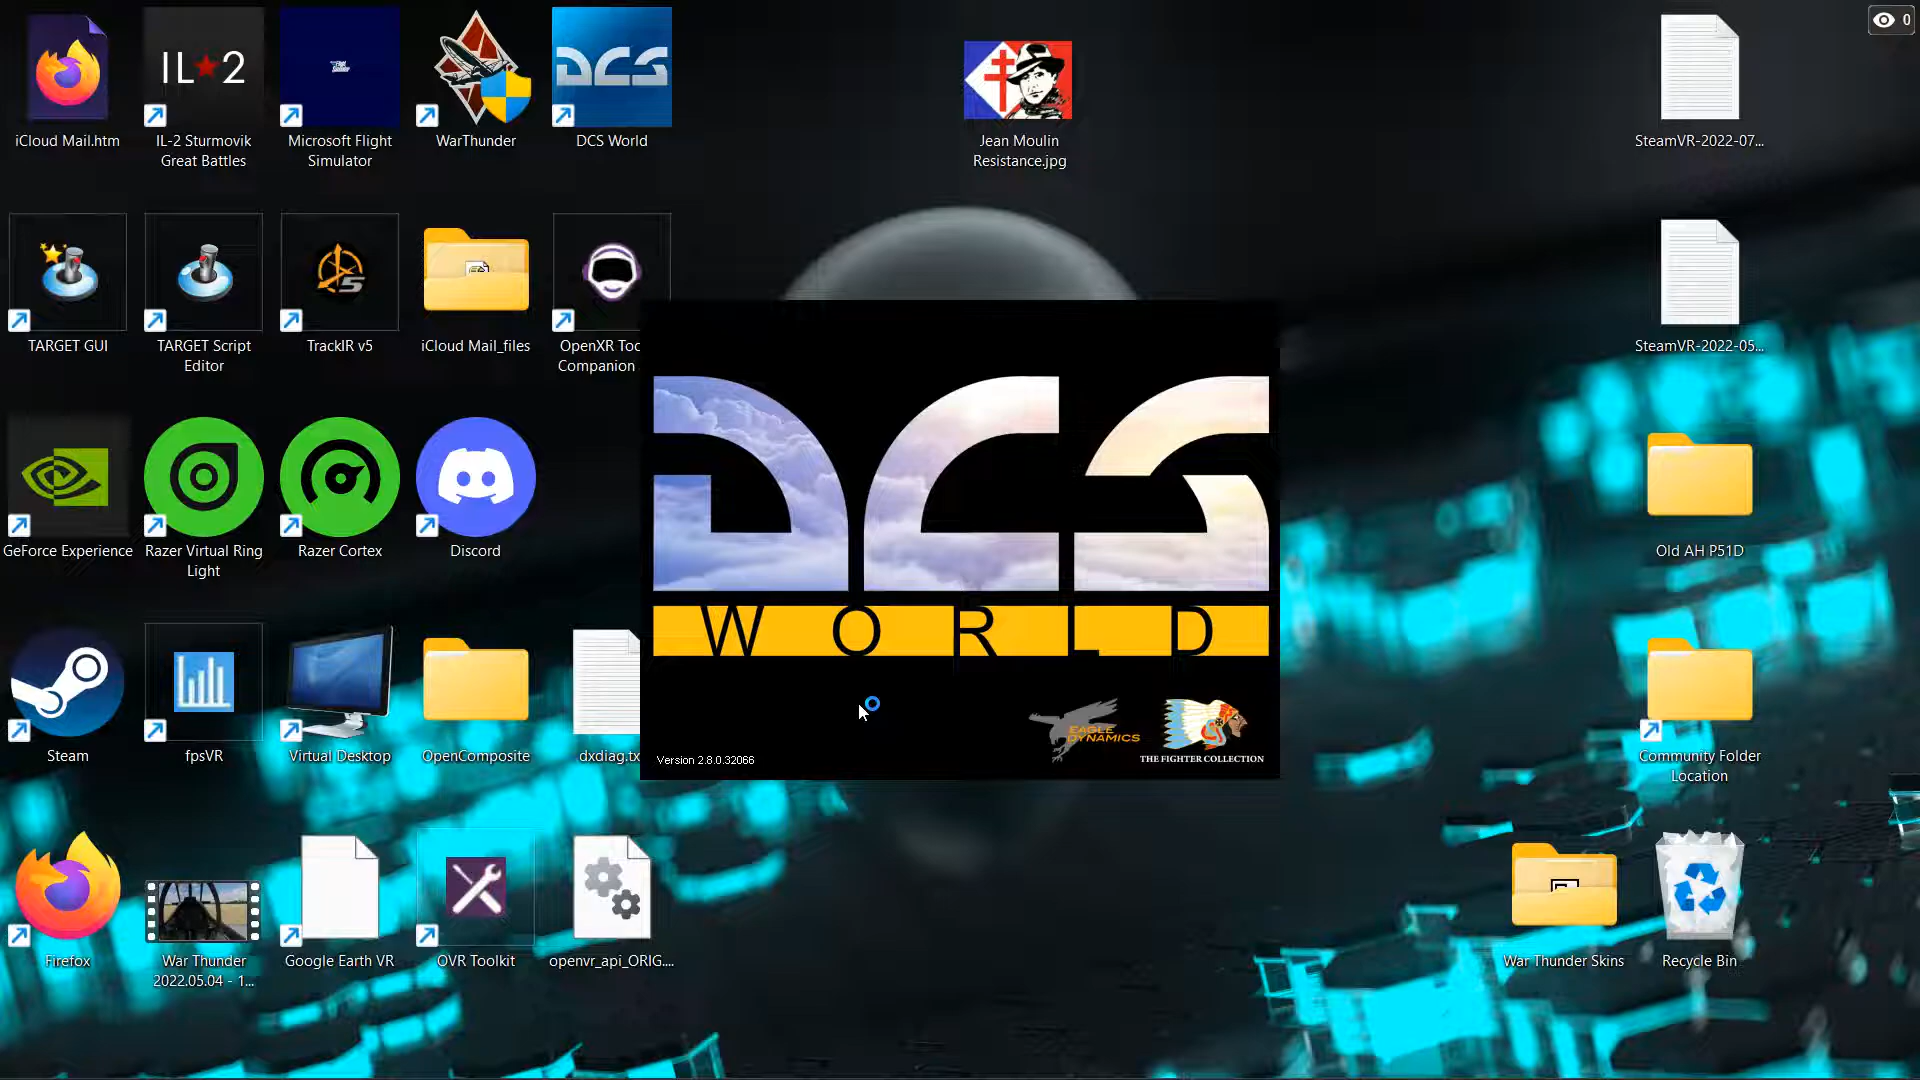 0
iCloud Mail.htm
IL★2
IL-2 Sturmovik
Great Battles
Microsoft Flight
Simulator
WarThunder
DCS
DCS World
Jean Moulin
Resistance.jpg
SteamVR-2022-07...
TARGET GUI
TARGET Script
Editor
5
TrackIR v5
iCloud Mail_files
OpenXR Too
Companion
SteamVR-2022-05...
GeForce Experience
Razer Virtual Ring
Light
Razer Cortex
Discord
DCS
WORLD
Old AH P51D
Steam
fpsVR
Virtual Desktop
OpenComposite
dxdiag.tx
EAGLE
DYNAMICS
THE FIGHTER COLLECTION
Version 2.8.0.32066
Community Folder
Location
Firefox
War Thunder
2022.05.04 - 1...
Google Earth VR
OVR Toolkit
openvr_api_ORIG....
War Thunder Skins
Recycle Bin